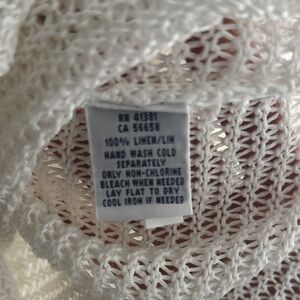 RN 41381
CA 56658
100% LINEN/LIN
HAND WASH COLD
SEPARATELY
ONLY NON-CHLORINE
BLEACH WHEN NEEDED
LAY FLAT TO DRY
COOL IRON IF NEEDED